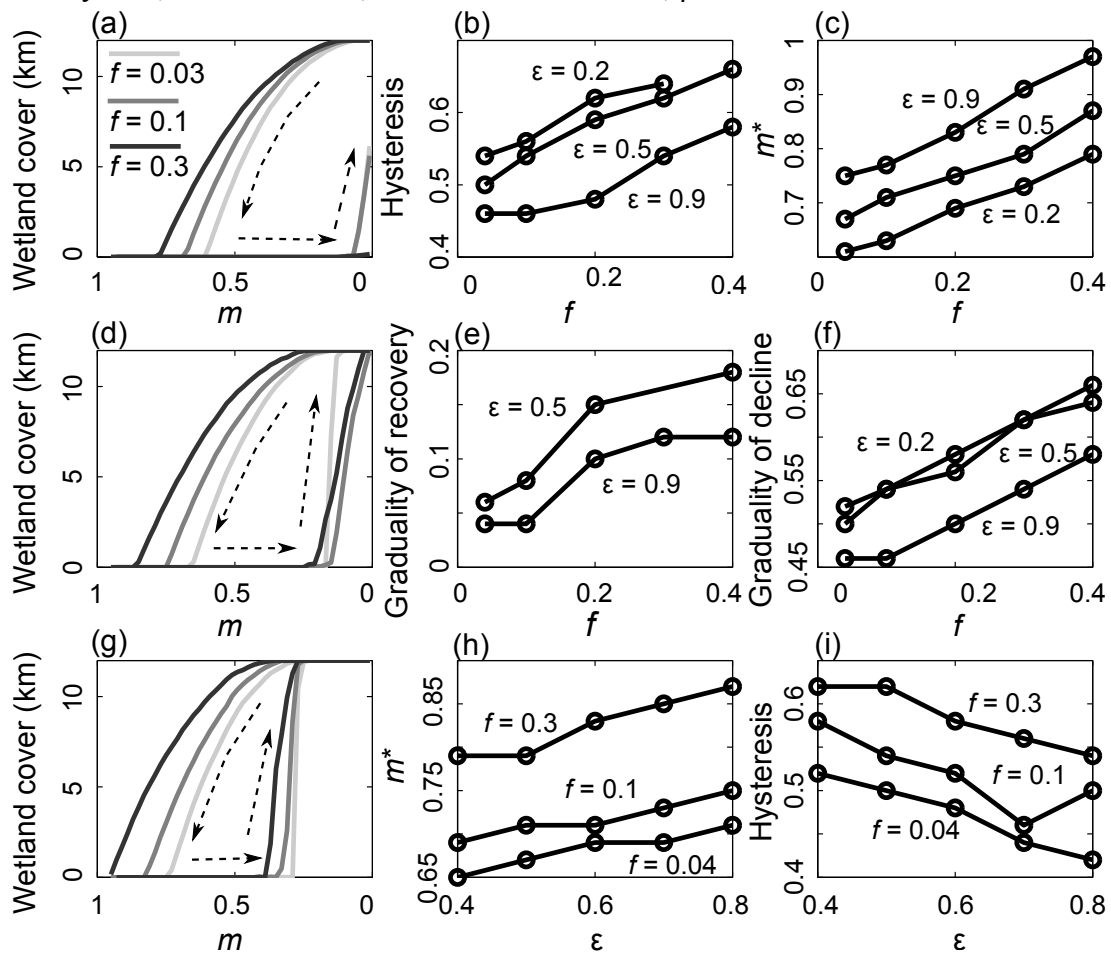 (a)
Wetland cover (km)
10
5
0
f = 0.03
f = 0.1
f = 0.3
1
0.5
0
m
(b)
Hysteresis
0.6
0.5
0.4
ε = 0.2
ε = 0.5
ε = 0.9
0
0.2
0.4
f
(c)
m*
1
0.9
0.8
0.7
ε = 0.9
ε = 0.5
ε = 0.2
0
0.2
0.4
f
(d)
Wetland cover (km)
10
5
0
1
0.5
0
m
(e)
Graduality of recovery
0.2
0.1
0
ε = 0.5
ε = 0.9
0
0.2
0.4
f
(f)
Graduality of decline
0.65
0.55
0.45
ε = 0.2
ε = 0.5
ε = 0.9
0
0.2
0.4
f
(g)
Wetland cover (km)
10
5
0
1
0.5
0
m
(h)
m*
0.85
0.75
0.65
f = 0.3
f = 0.1
f = 0.04
0.4
0.6
0.8
ε
(i)
Hysteresis
0.6
0.5
0.4
f = 0.3
f = 0.1
f = 0.04
0.4
0.6
0.8
ε